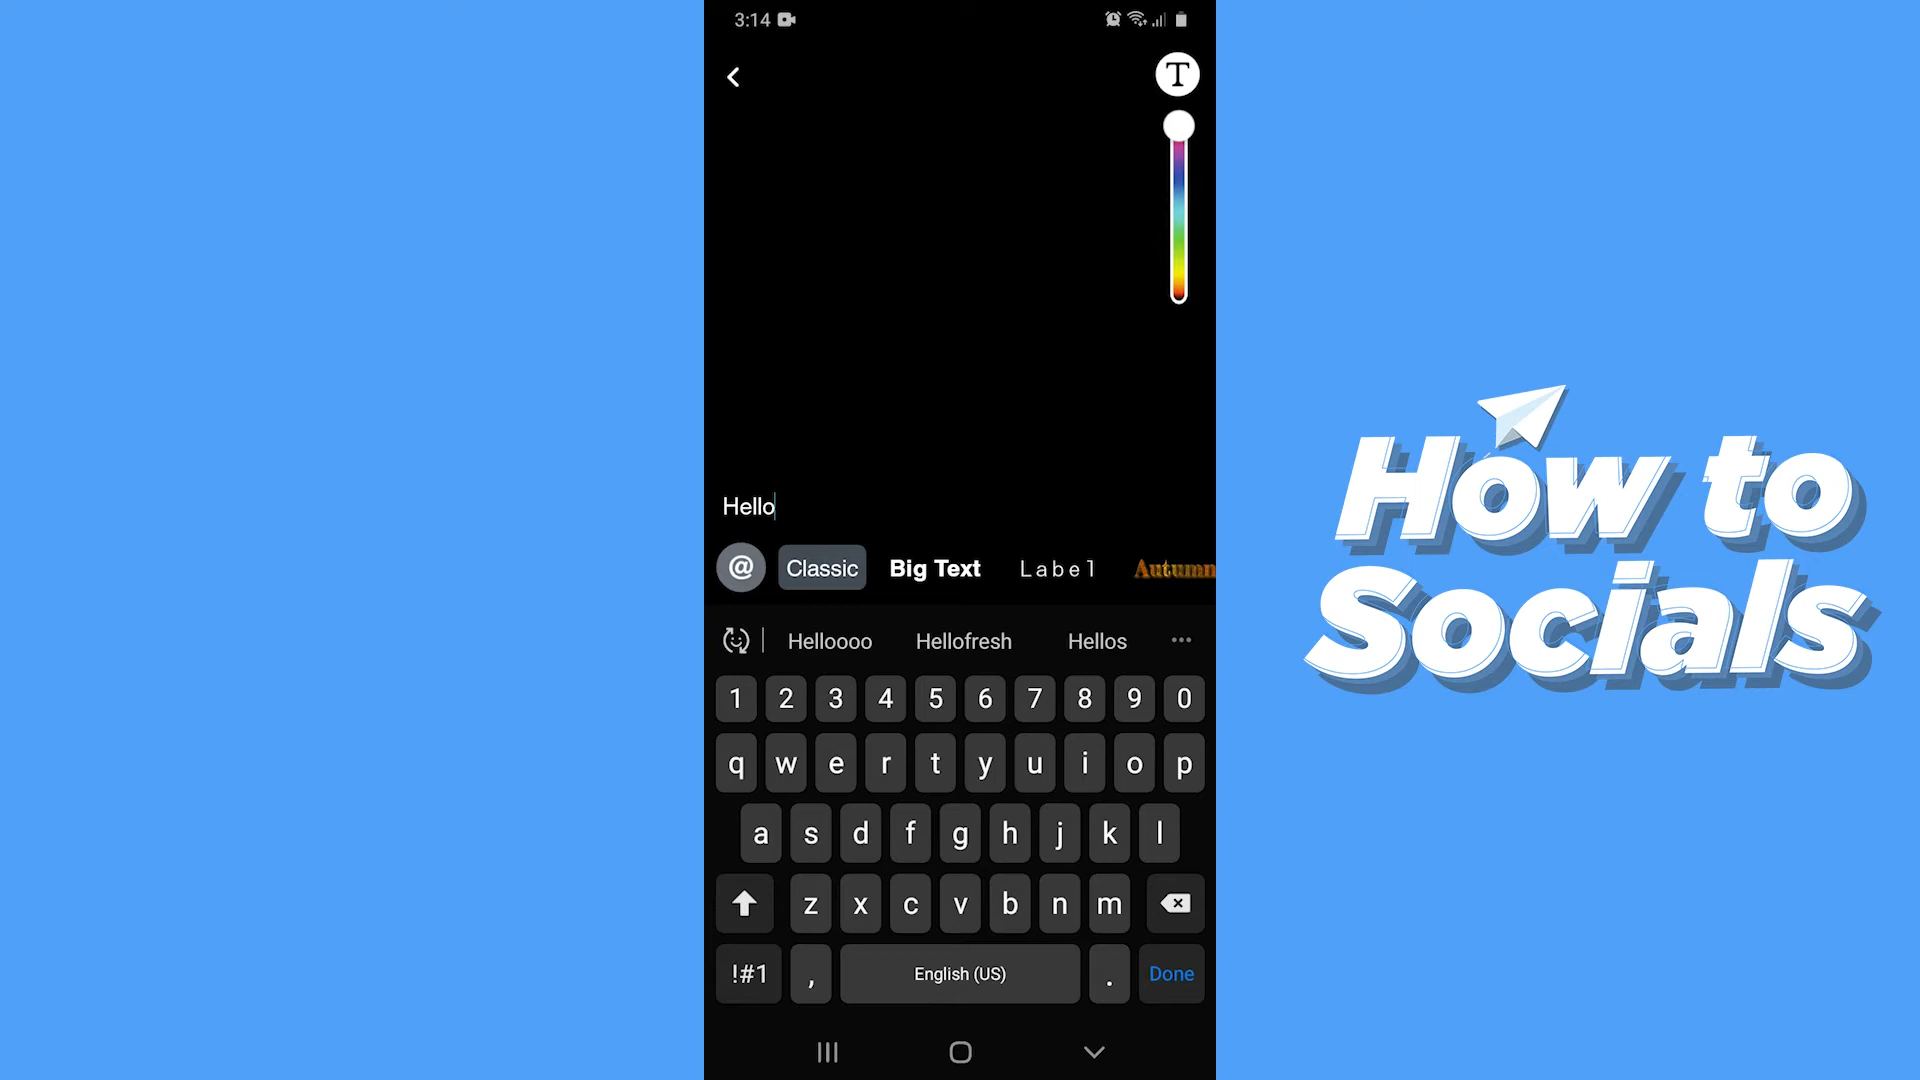 3:14
T
Hello
@ Classic Big Text Label Autumn
Helloooo Hellofresh Hellos ...
1 2 3 4 5 6 7 8 9 0
q w e r t y u i o p
a s d f g h j k l
z x c v b n m
!#1 , English (US) . Done
How to
Socials